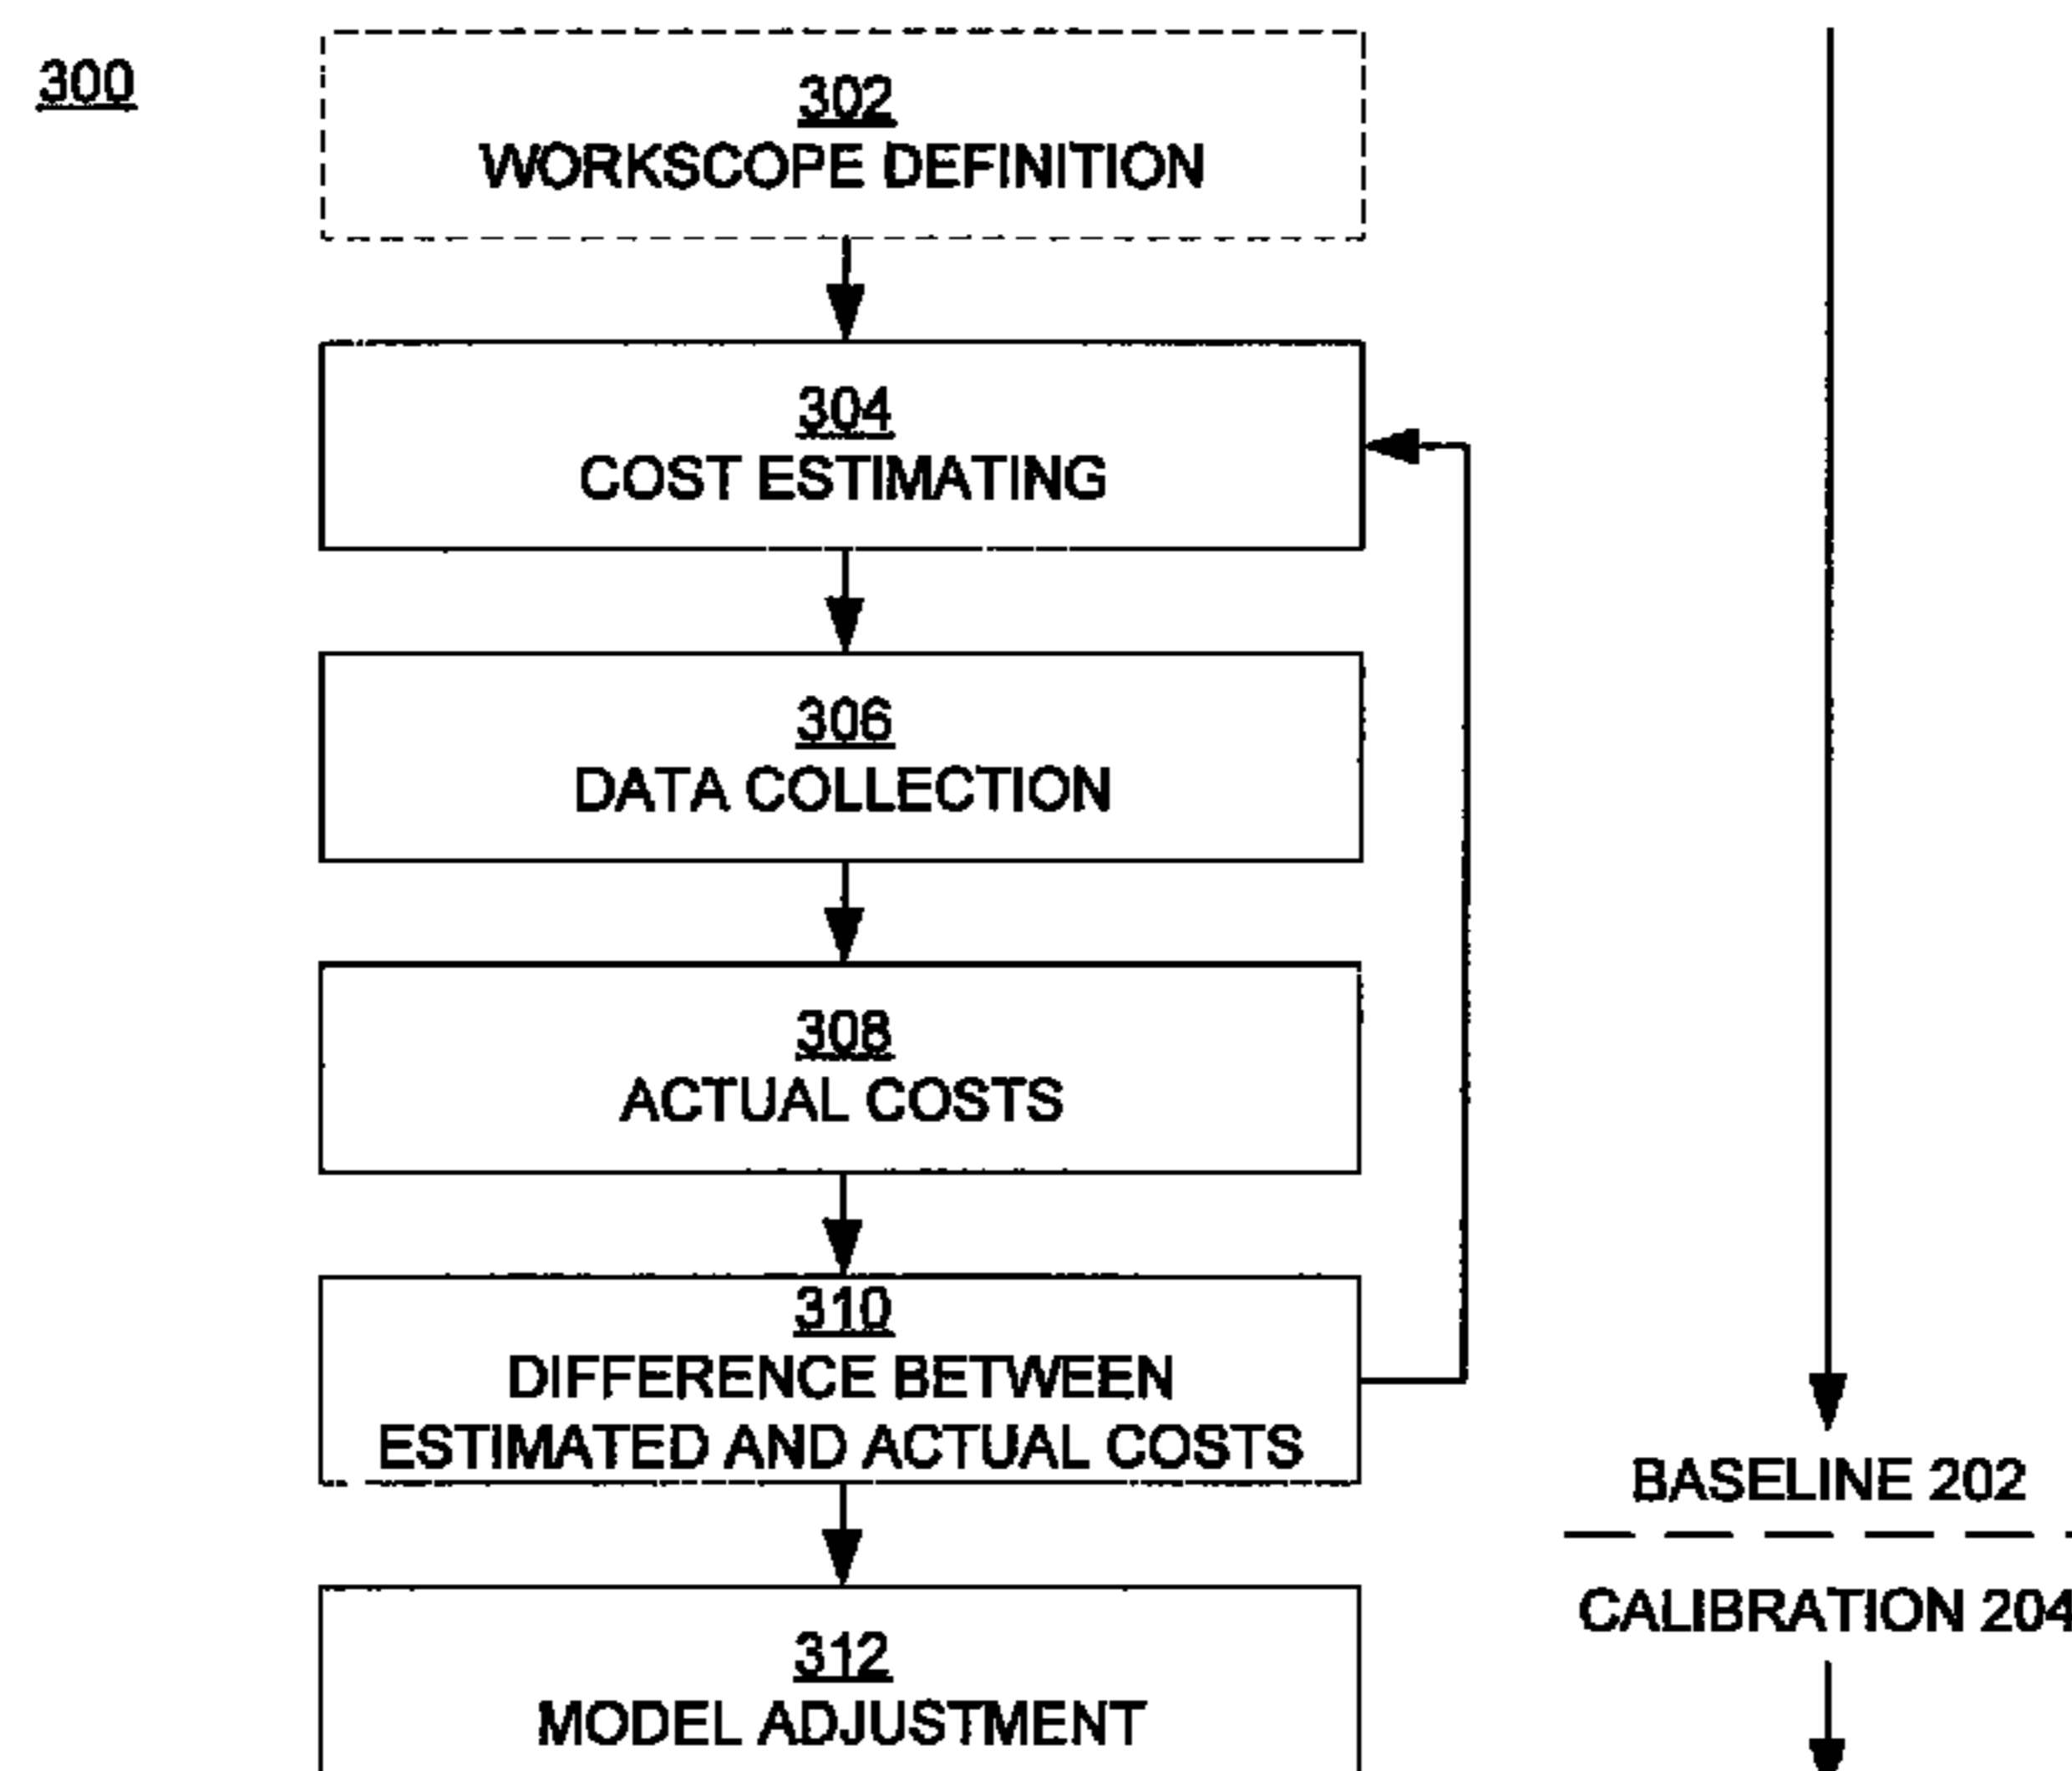 300
302
WORKSCOPE DEFINITION
304
COST ESTIMATING
306
DATA COLLECTION
308
ACTUAL COSTS
310
DIFFERENCE BETWEEN
ESTIMATED AND ACTUAL COSTS
312
MODEL ADJUSTMENT
BASELINE 202
CALIBRATION 204